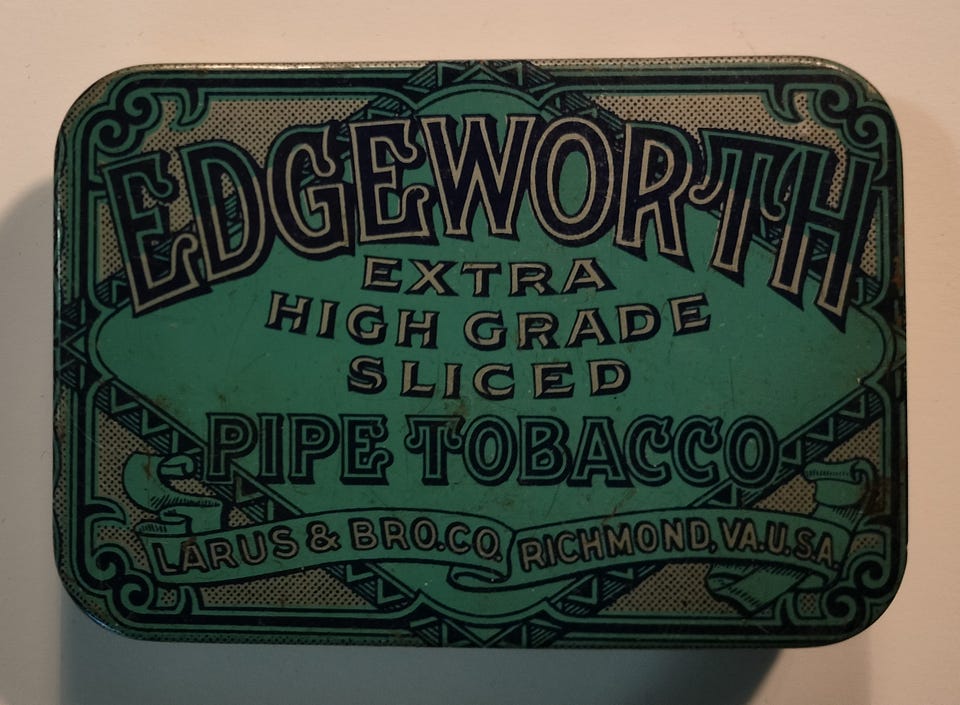 EDGEWORTH
EXTRA
HIGH GRADE
SLICED
PIPE TOBACCO
LARUS & BRO.CO. RICHMOND, VA.U.S.A.